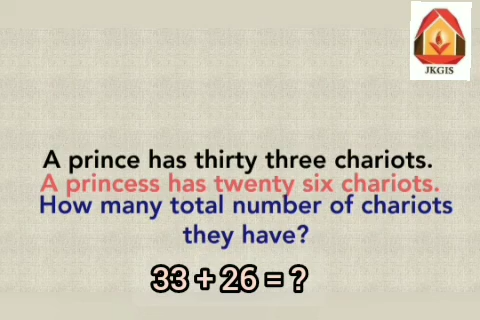 JKGIS
A prince has thirty three chariots.
A princess has twenty six chariots.
How many total number of chariots
they have?
33 + 26 = ?